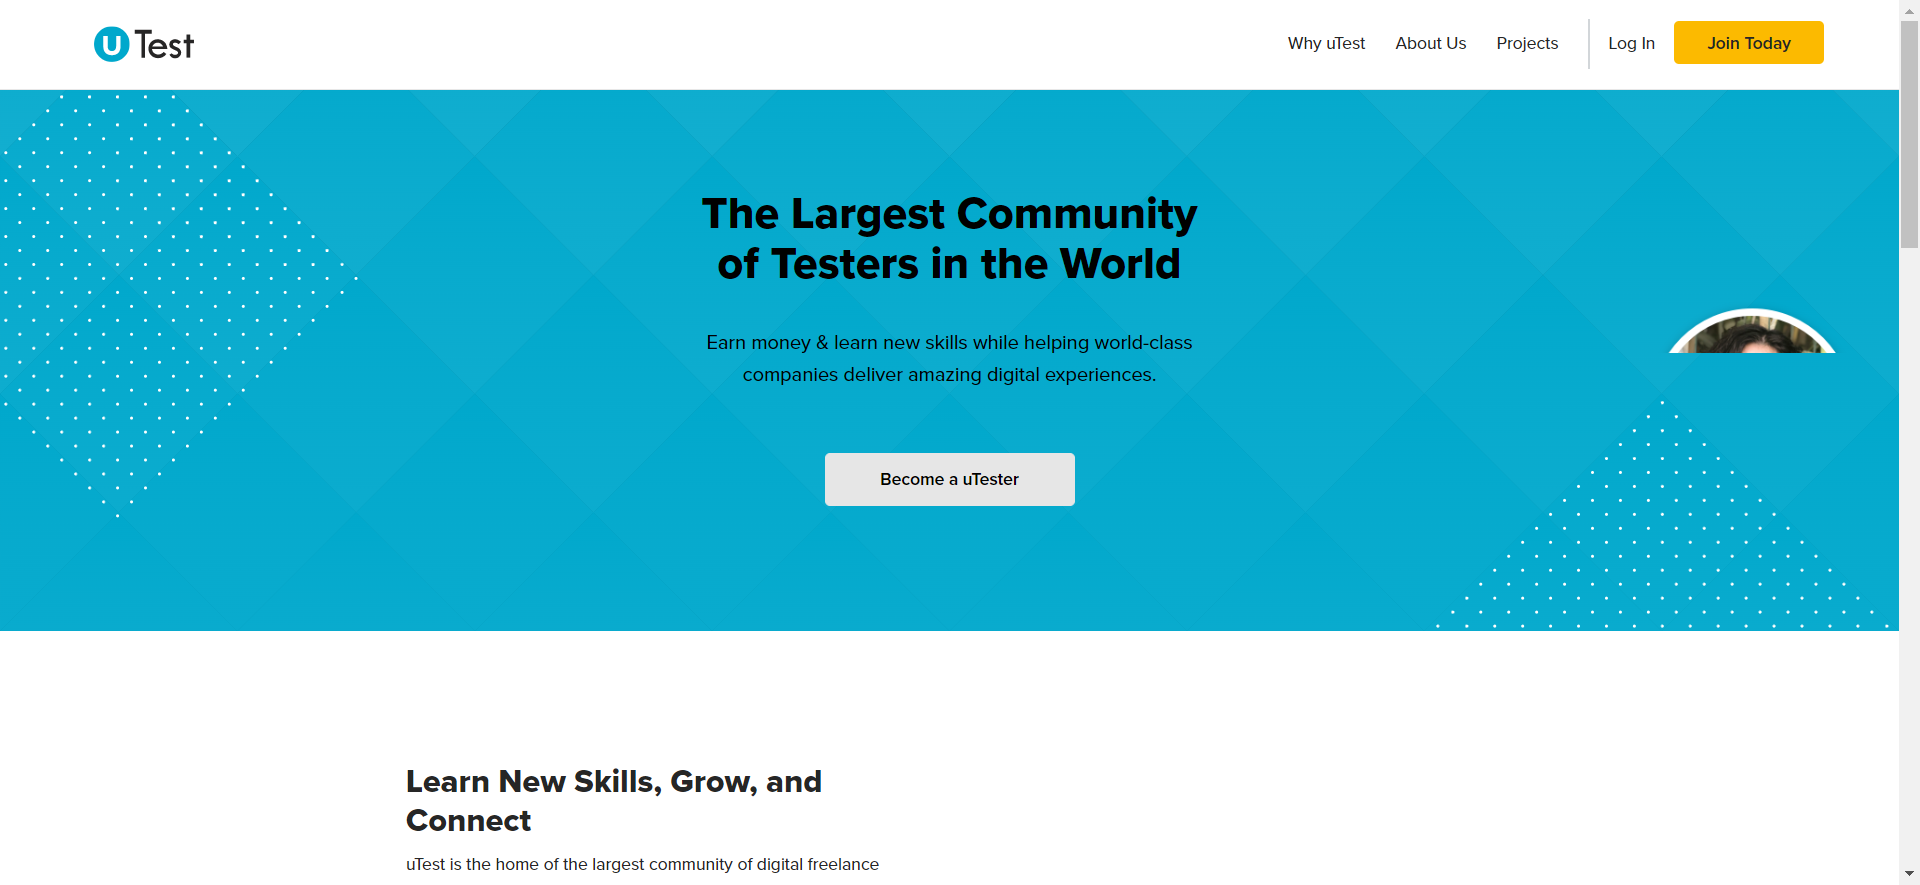 u Test
Why uTest
About Us
Projects
Log In
Join Today
The Largest Community
of Testers in the World
Earn money & learn new skills while helping world-class
companies deliver amazing digital experiences.
Become a uTester
Learn New Skills, Grow, and
Connect
uTest is the home of the largest community of digital freelance